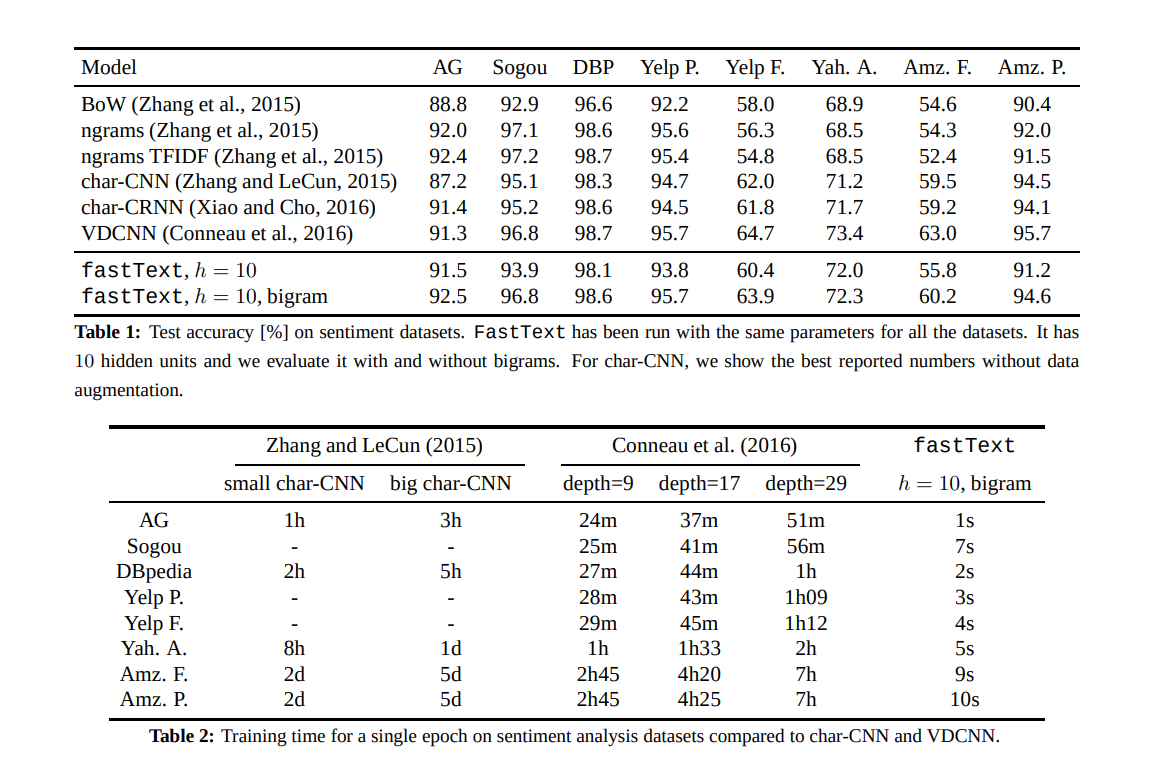 Model AG Sogou DBP Yelp P. Yelp F. Yah. A. Amz. F. Amz. P.
BoW (Zhang et al., 2015) 88.8 92.9 96.6 92.2 58.0 68.9 54.6 90.4
ngrams (Zhang et al., 2015) 92.0 97.1 98.6 95.6 56.3 68.5 54.3 92.0
ngrams TFIDF (Zhang et al., 2015) 92.4 97.2 98.7 95.4 54.8 68.5 52.4 91.5
char-CNN (Zhang and LeCun, 2015) 87.2 95.1 98.3 94.7 62.0 71.2 59.5 94.5
char-CRNN (Xiao and Cho, 2016) 91.4 95.2 98.6 94.5 61.8 71.7 59.2 94.1
VDCNN (Conneau et al., 2016) 91.3 96.8 98.7 95.7 64.7 73.4 63.0 95.7
fastText, h = 10 91.5 93.9 98.1 93.8 60.4 72.0 55.8 91.2
fastText, h = 10, bigram 92.5 96.8 98.6 95.7 63.9 72.3 60.2 94.6
Table 1: Test accuracy [%] on sentiment datasets. FastText has been run with the same parameters for all the datasets. It has
10 hidden units and we evaluate it with and without bigrams. For char-CNN, we show the best reported numbers without data
augmentation.
Zhang and LeCun (2015) Conneau et al. (2016) fastText
small char-CNN big char-CNN depth=9 depth=17 depth=29 h = 10, bigram
AG 1h 3h 24m 37m 51m 1s
Sogou - - 25m 41m 56m 7s
DBpedia 2h 5h 27m 44m 1h 2s
Yelp P. - - 28m 43m 1h09 3s
Yelp F. - - 29m 45m 1h12 4s
Yah. A. 8h 1d 1h 1h33 2h 5s
Amz. F. 2d 5d 2h45 4h20 7h 9s
Amz. P. 2d 5d 2h45 4h25 7h 10s
Table 2: Training time for a single epoch on sentiment analysis datasets compared to char-CNN and VDCNN.